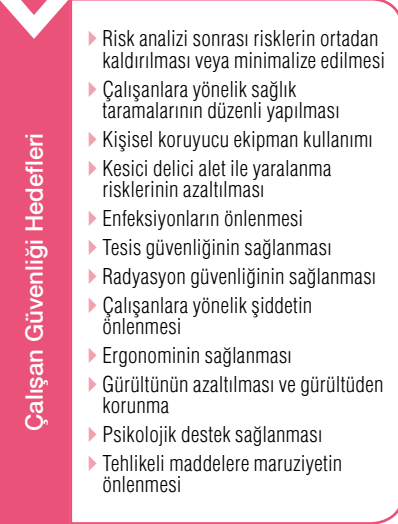 Çalışan Güvenliği Hedefleri
Risk analizi sonrası risklerin ortadan
kaldırılması veya minimalize edilmesi
Çalışanlara yönelik sağlık
taramalarının düzenli yapılması
Kişisel koruyucu ekipman kullanımı
Kesici delici alet ile yaralanma
risklerinin azaltılması
Enfeksiyonların önlenmesi
Tesis güvenliğinin sağlanması
Radyasyon güvenliğinin sağlanması
Çalışanlara yönelik şiddetin
önlenmesi
Ergonominin sağlanması
Gürültünün azaltılması ve gürültüden
korunma
Psikolojik destek sağlanması
Tehlikeli maddelere maruziyetin
önlenmesi